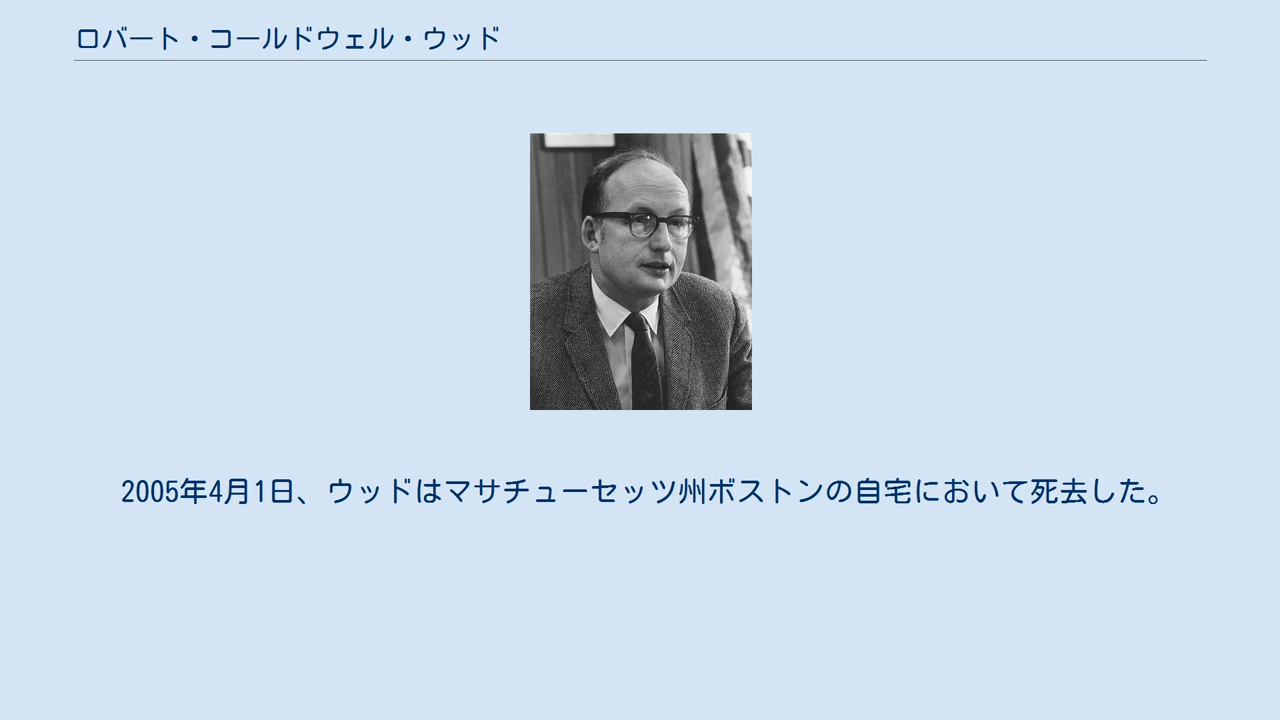 ロバート・コールドウェル・ウッド
2005年4月1日、ウッドはマサチューセッツ州ボストンの自宅において死去した。